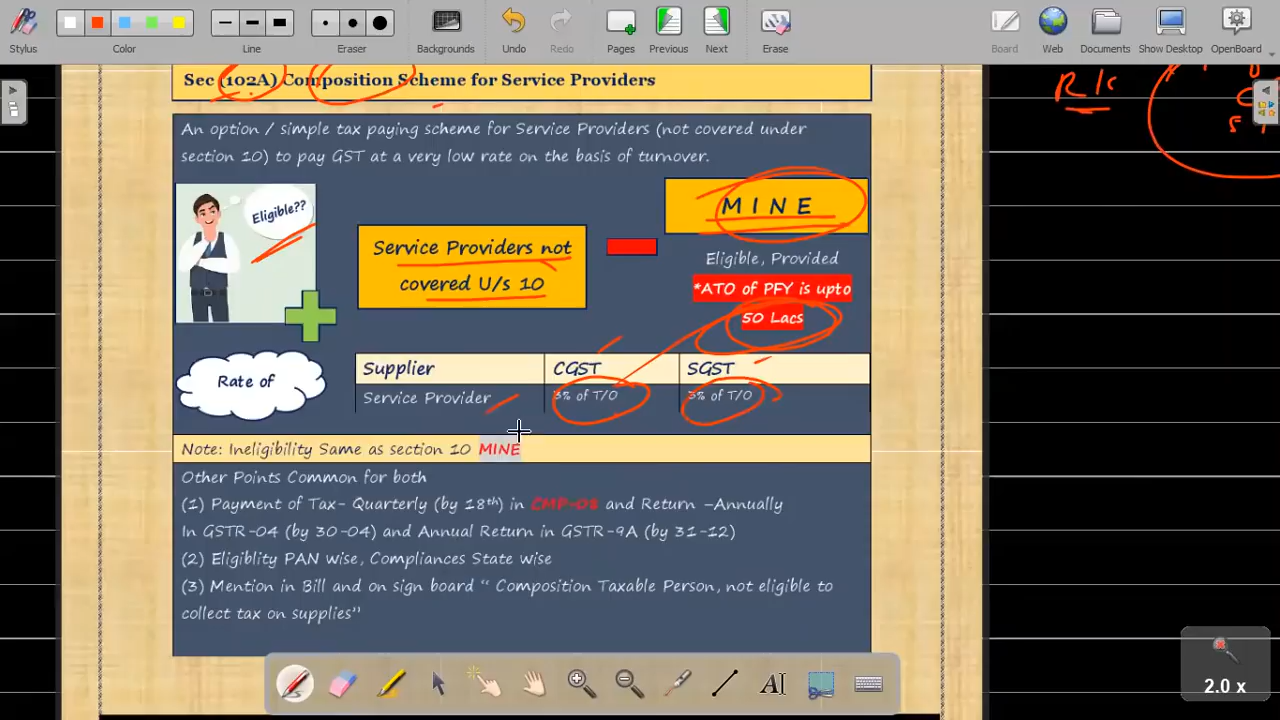 Stylus
Color
Line
Eraser
Backgrounds
Undo
Redo
Pages
Previous
Next
Erase
Board
Web
Documents
Show Desktop
OpenBoard
Sec (102A) Composition Scheme for Service Providers
An option / simple tax paying scheme for Service Providers (not covered under
section 10) to pay GST at a very low rate on the basis of turnover.
Eligible??
Service Providers not
covered U/s 10
M I N E
Eligible, Provided
*ATO of PFY is upto
50 Lacs
Rate of
Supplier CGST SGST
Service Provider 3% of T/O 3% of T/O
Note: Ineligibility Same as section 10 MINE
Other Points Common for both
(1) Payment of Tax- Quarterly (by 18th) in CMP-08 and Return –Annually
In GSTR-04 (by 30-04) and Annual Return in GSTR-9A (by 31-12)
(2) Eligiblity PAN wise, Compliances State wise
(3) Mention in Bill and on sign board “ Composition Taxable Person, not eligible to
collect tax on supplies”
2.0 x